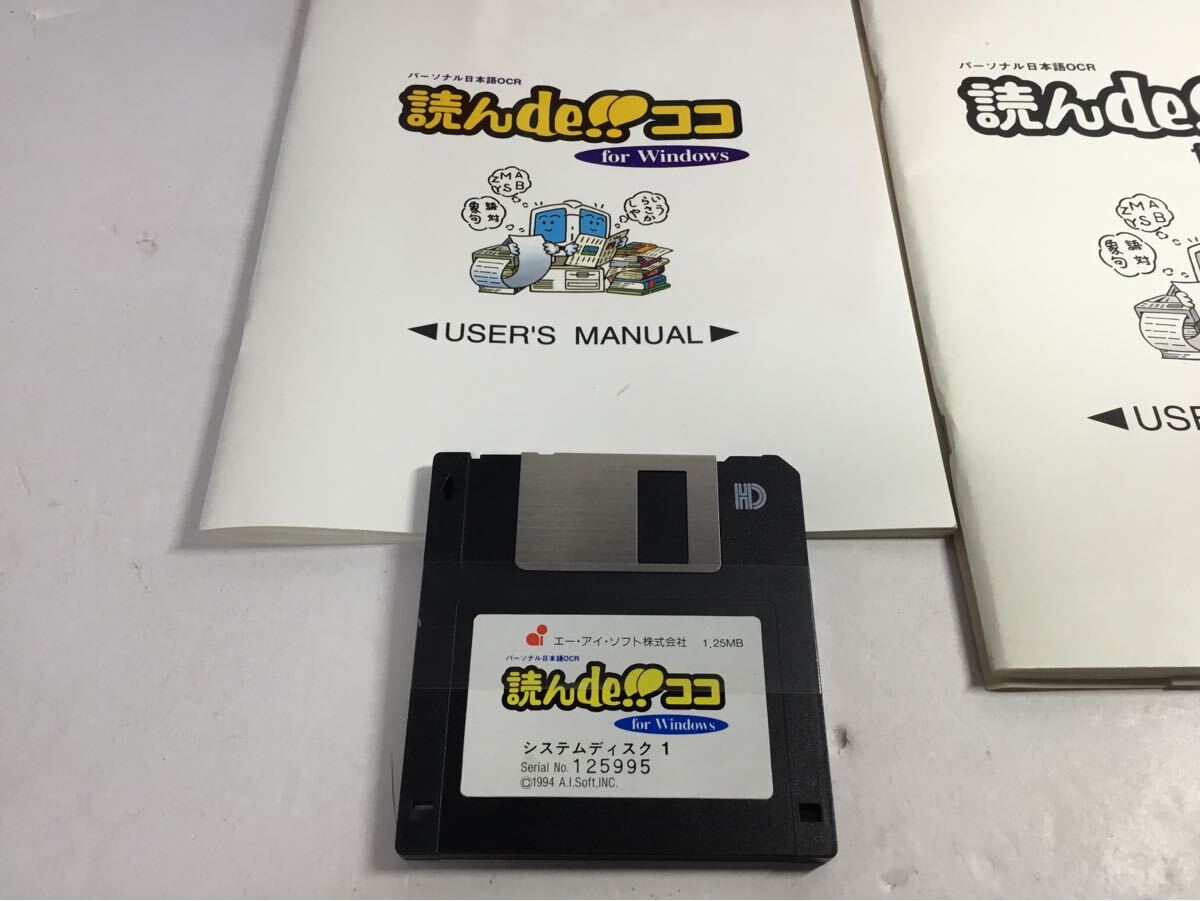 パーソナル日本語OCR
読んde!!ココ
for Windows
ZMA
YSB
語対
象句
いうらさか
しや
◀USER'S MANUAL▶
パーソナル日本語OCR
読んde
ZMA
YSB
語対
象句
◀USE
HD
エー・アイ・ソフト株式会社 1.25MB
パーソナル日本語OCR
読んde!!ココ
for Windows
システムディスク 1
Serial No. 125995
©1994 A.I.Soft,INC.